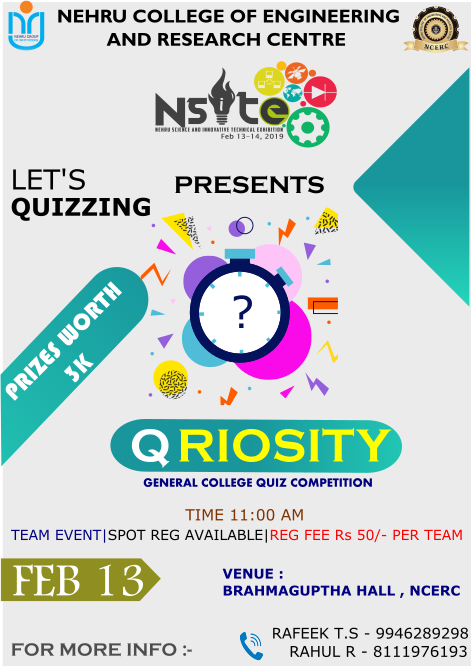 NEHRU COLLEGE OF ENGINEERING
AND RESEARCH CENTRE
NEHRU GROUP
NCERC
Nsite
NEHRU SCIENCE AND INNOVATIVE TECHNICAL EXHIBITION
Feb 13-14, 2019
LET'S
QUIZZING
PRESENTS
?
PRIZES WORTH
3K
QRIOSITY
GENERAL COLLEGE QUIZ COMPETITION
TIME 11:00 AM
TEAM EVENT|SPOT REG AVAILABLE|REG FEE Rs 50/- PER TEAM
FEB 13
VENUE :
BRAHMAGUPTHA HALL , NCERC
FOR MORE INFO :-
RAFEEK T.S - 9946289298
RAHUL R - 8111976193